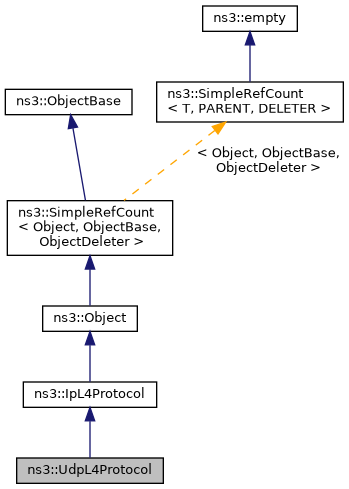 ns3::empty
ns3::ObjectBase
ns3::SimpleRefCount
< T, PARENT, DELETER >
< Object, ObjectBase,
ObjectDeleter >
ns3::SimpleRefCount
< Object, ObjectBase,
ObjectDeleter >
ns3::Object
ns3::IpL4Protocol
ns3::UdpL4Protocol